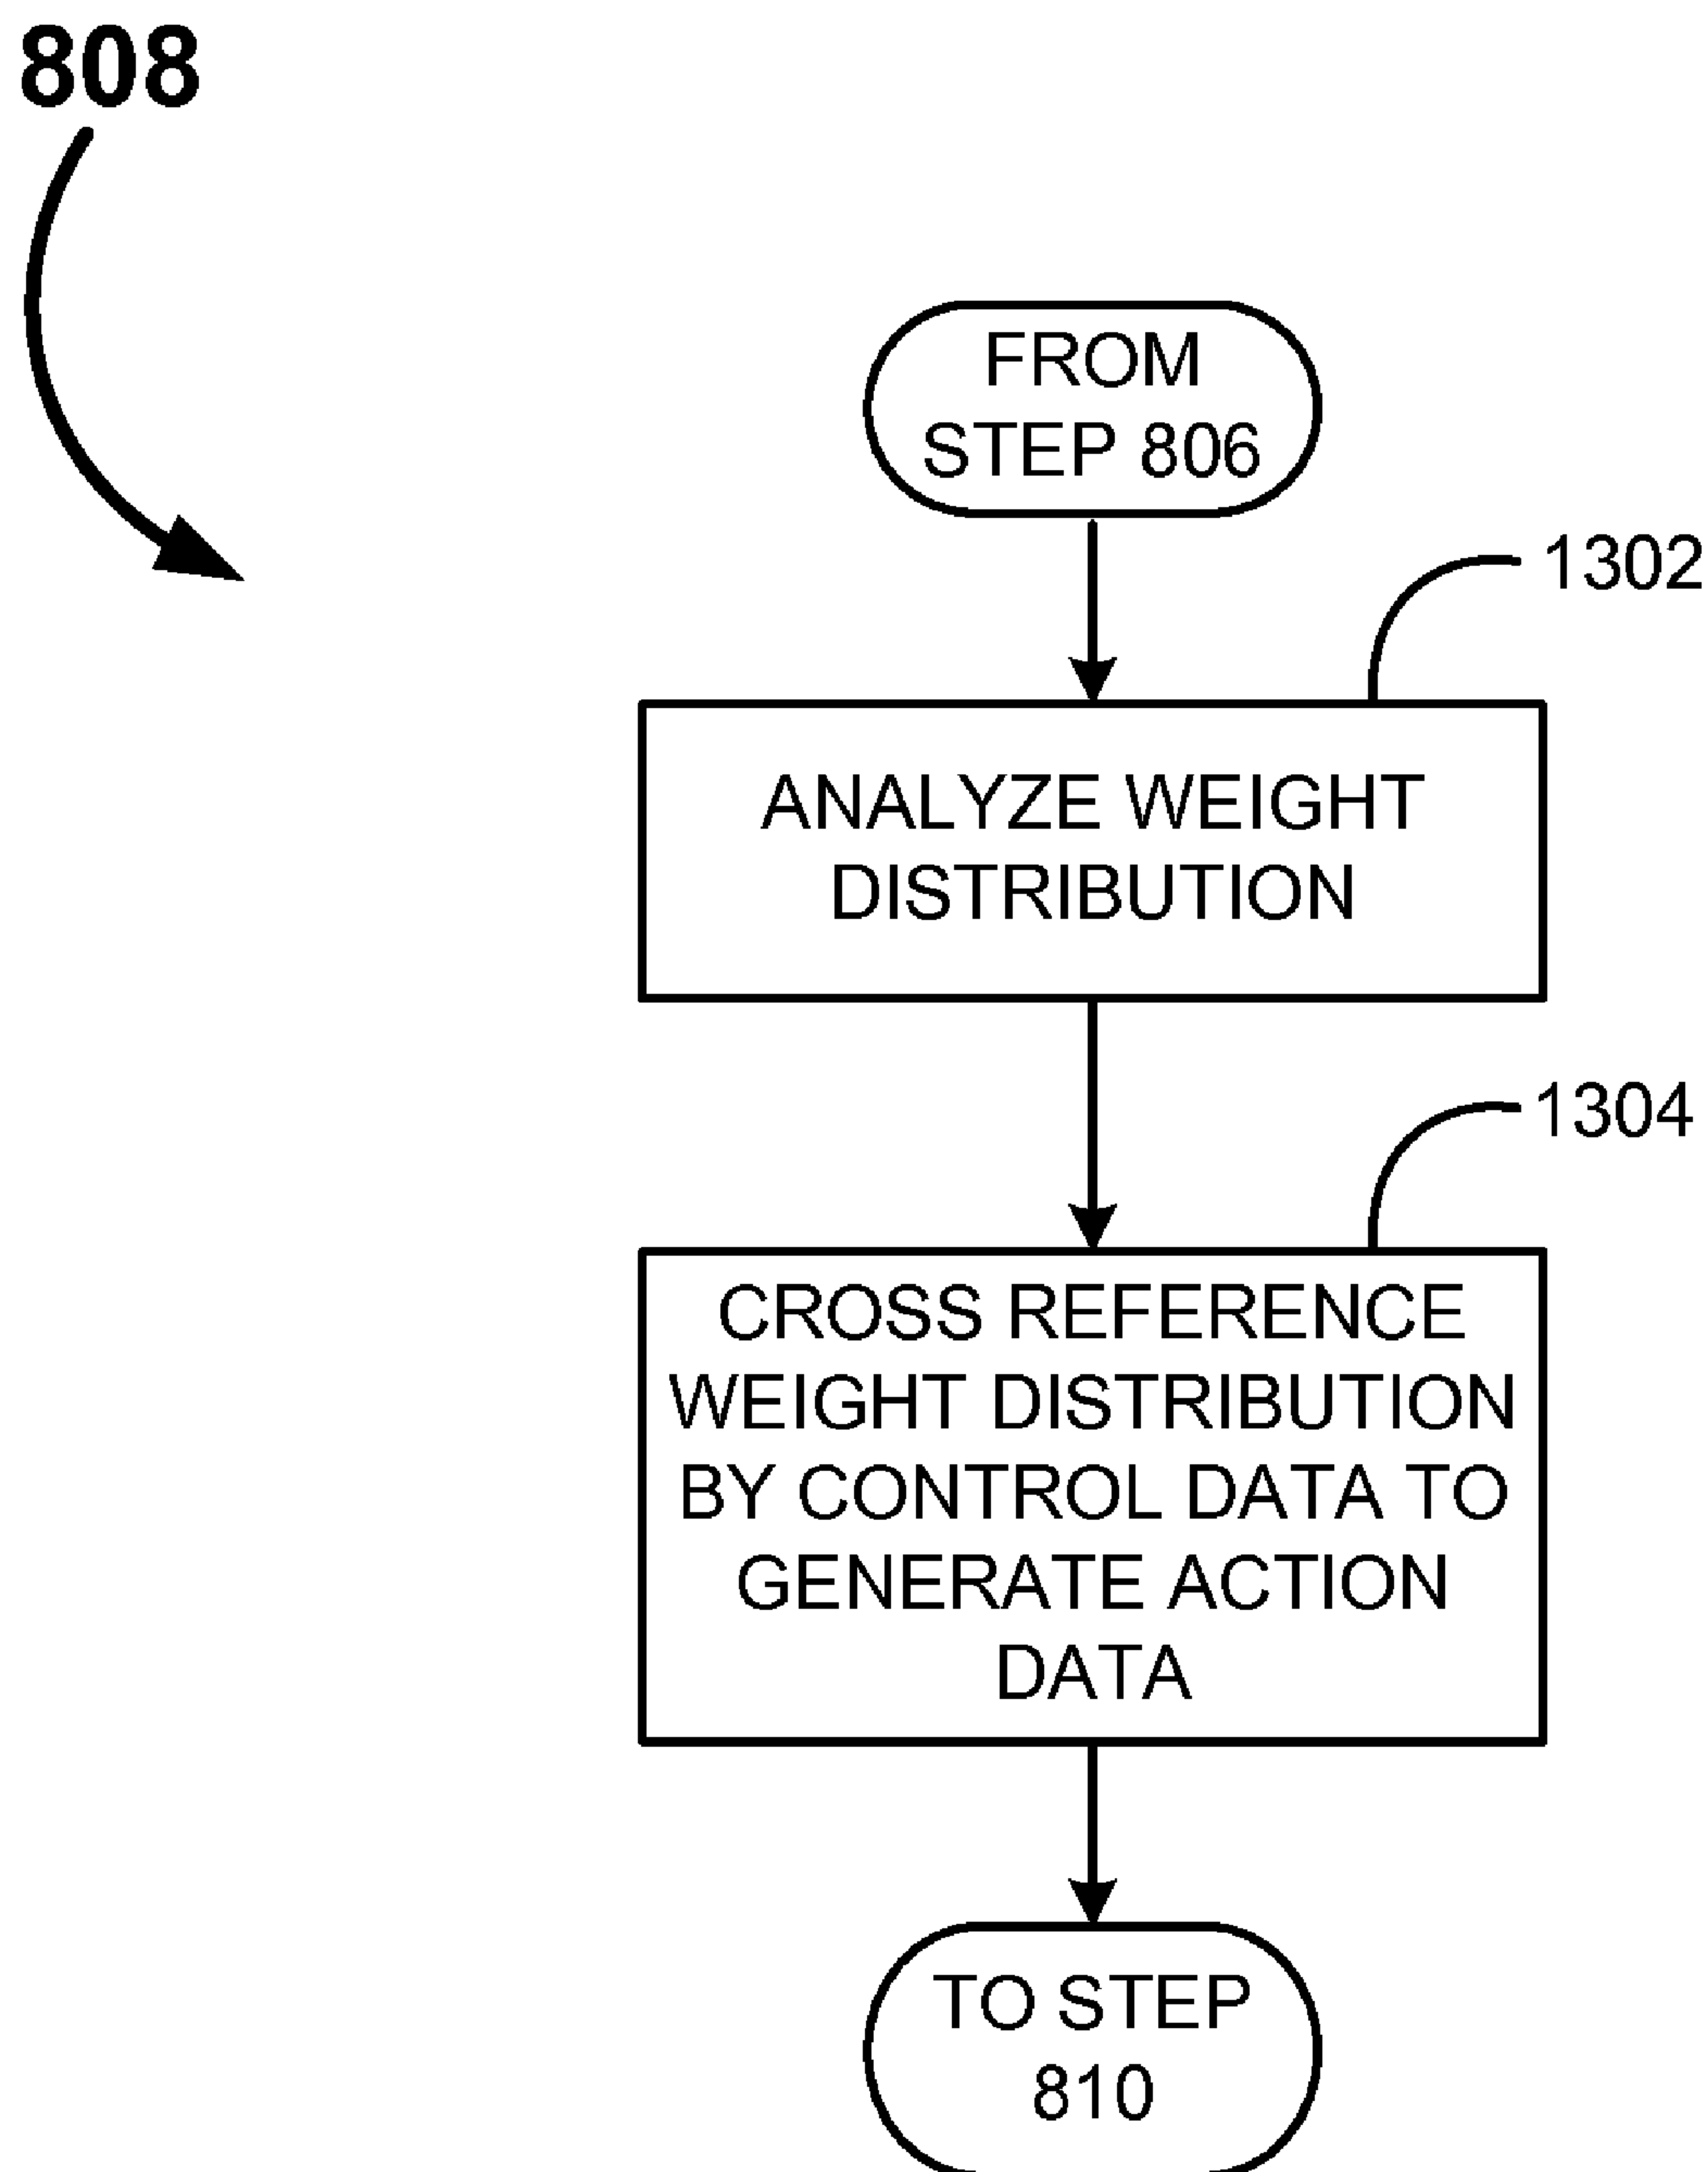 808
FROM
STEP 806
1302
ANALYZE WEIGHT
DISTRIBUTION
1304
CROSS REFERENCE
WEIGHT DISTRIBUTION
BY CONTROL DATA TO
GENERATE ACTION
DATA
TO STEP
810